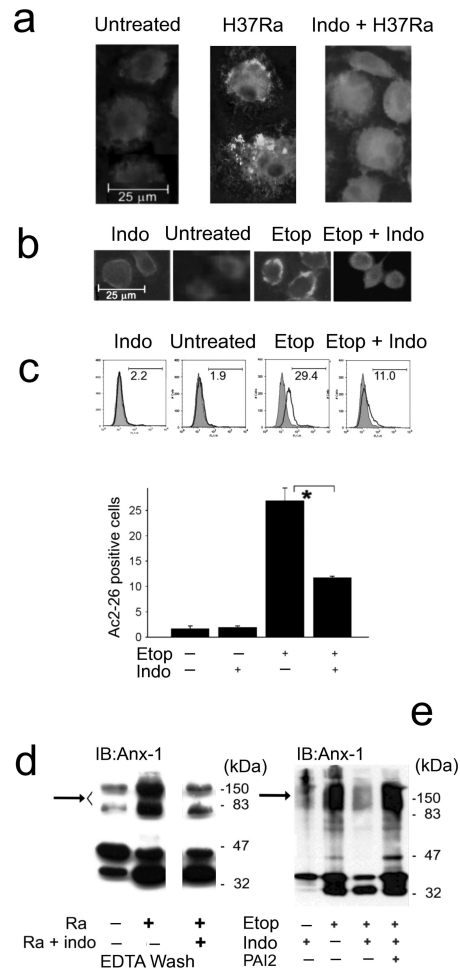 a
Untreated H37Ra Indo + H37Ra
25 μm
b
Indo Untreated Etop Etop + Indo
25 μm
c
Indo Untreated Etop Etop + Indo
2.2 1.9 29.4 11.0
Ac2-26 positive cells
25
20
15
10
5
0
*
Etop – – + +
Indo – + – +
d
IB:Anx-1 (kDa)
-150
-83
-47
-32
Ra – + +
Ra + indo – – +
EDTA Wash
e
IB:Anx-1 (kDa)
-150
-83
-47
-32
Etop – + + +
Indo + – + +
PAI2 – – – +